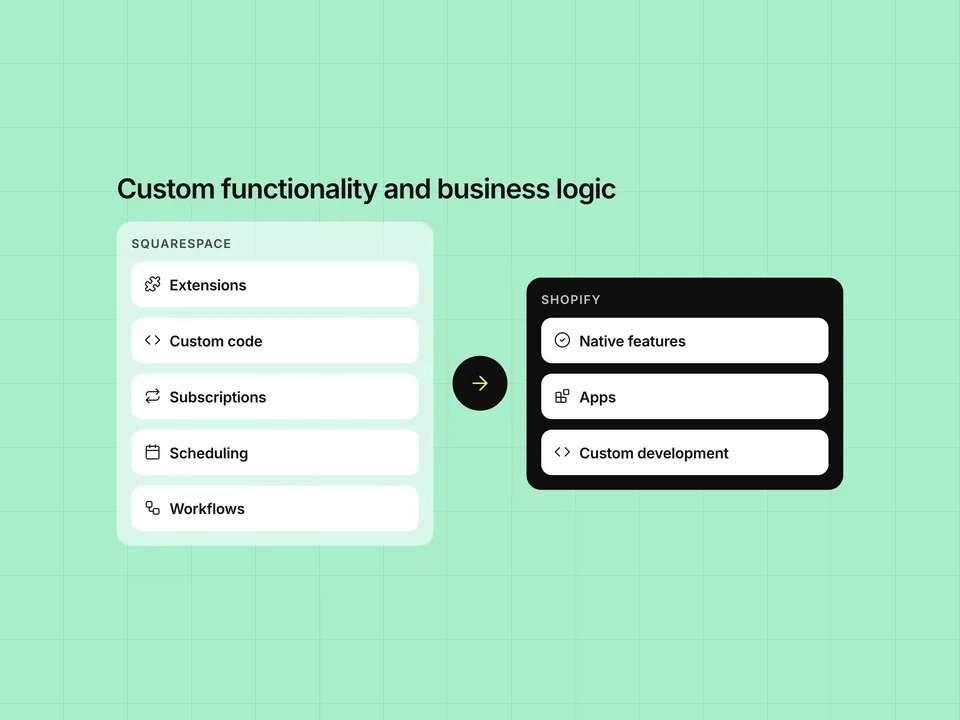 Custom functionality and business logic
SQUARESPACE
Extensions
Custom code
Subscriptions
Scheduling
Workflows
SHOPIFY
Native features
Apps
Custom development